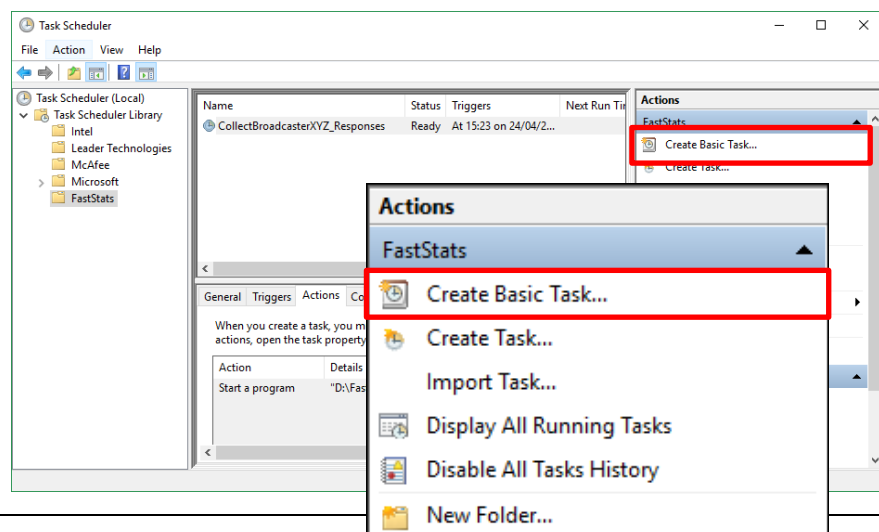 Task Scheduler
File Action View Help
Task Scheduler (Local)
Task Scheduler Library
Intel
Leader Technologies
McAfee
Microsoft
FastStats
Name Status Triggers Next Run Tir
CollectBroadcasterXYZ_Responses Ready At 15:23 on 24/04/2...
General Triggers Actions Co
When you create a task, you m
actions, open the task property
Action Details
Start a program "D:\Fas
Actions
FastStats
Create Basic Task...
Create Task...
Actions
FastStats
Create Basic Task...
Create Task...
Import Task...
Display All Running Tasks
Disable All Tasks History
New Folder...